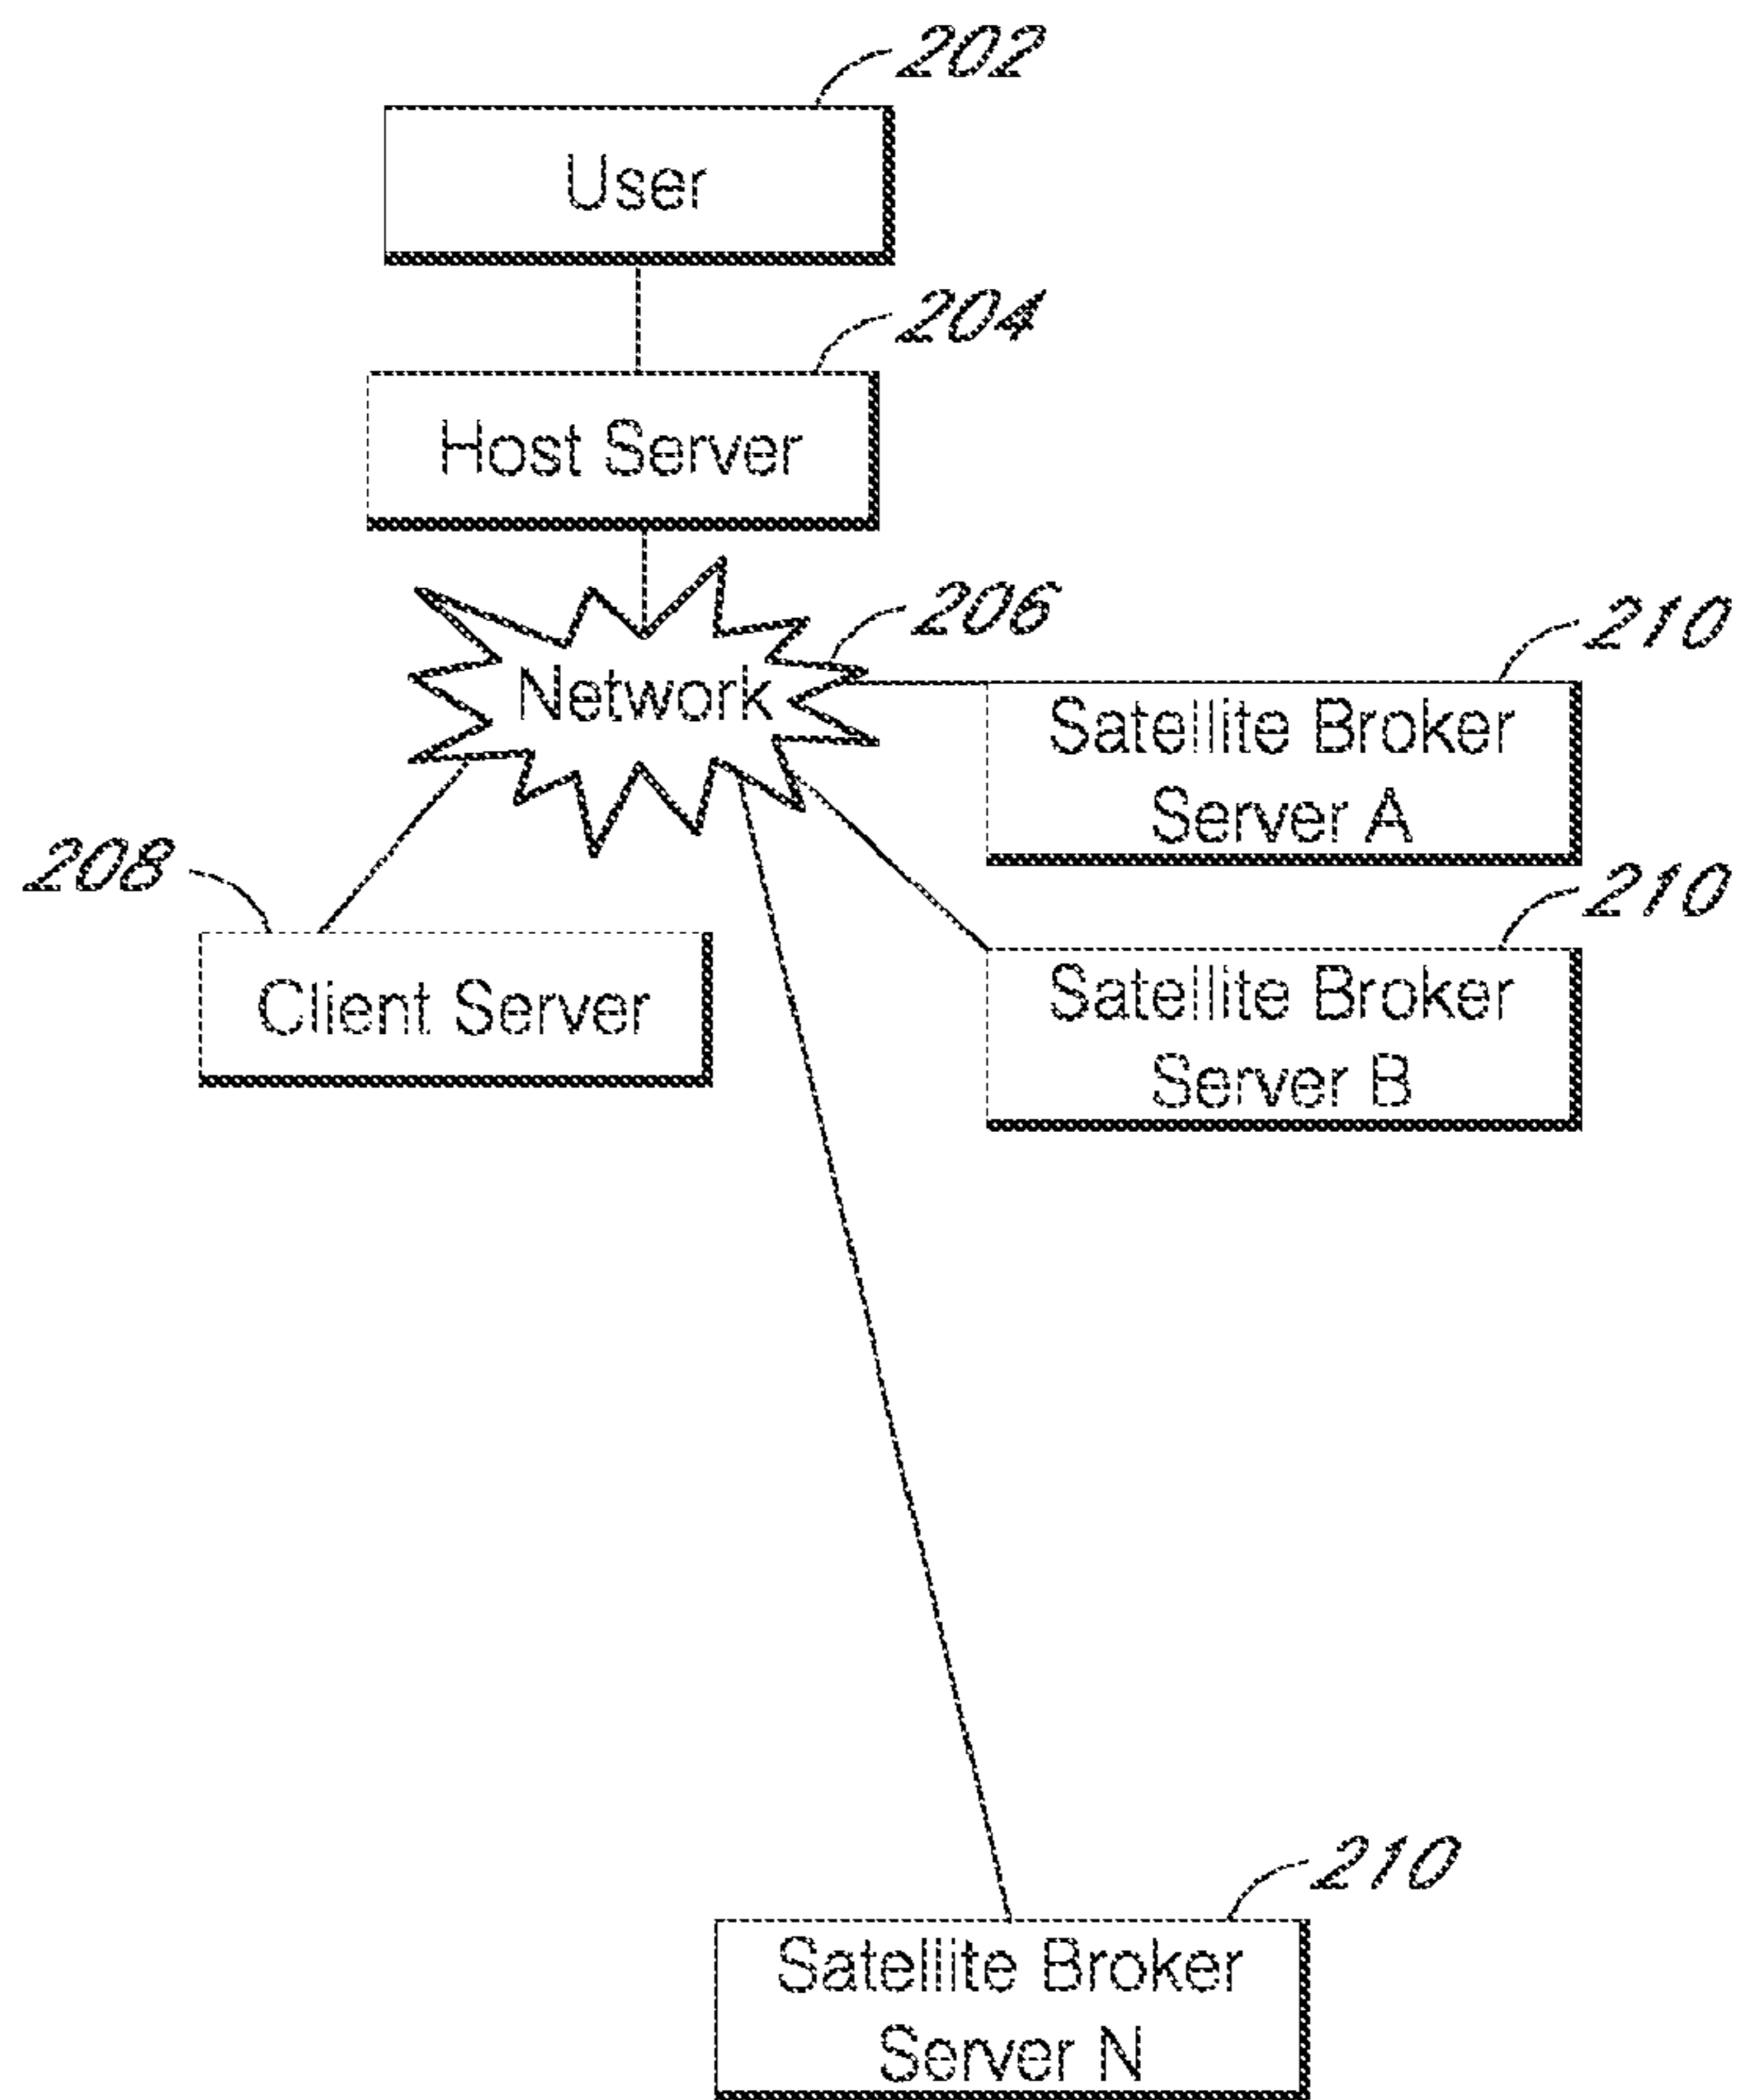 202
User
204
Host Server
206
Network
210
Satellite Broker
Server A
208
210
Client Server
Satellite Broker
Server B
210
Satellite Broker
Server N